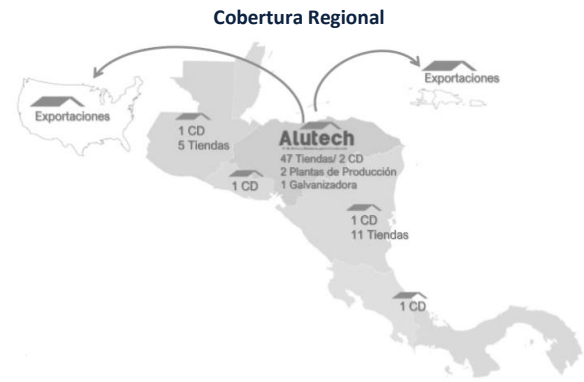 Cobertura Regional
Exportaciones
Exportaciones
1 CD
5 Tiendas
Alutech
47 Tiendas/ 2 CD
2 Plantas de Producción
1 Galvanizadora
1 CD
1 CD
11 Tiendas
1 CD